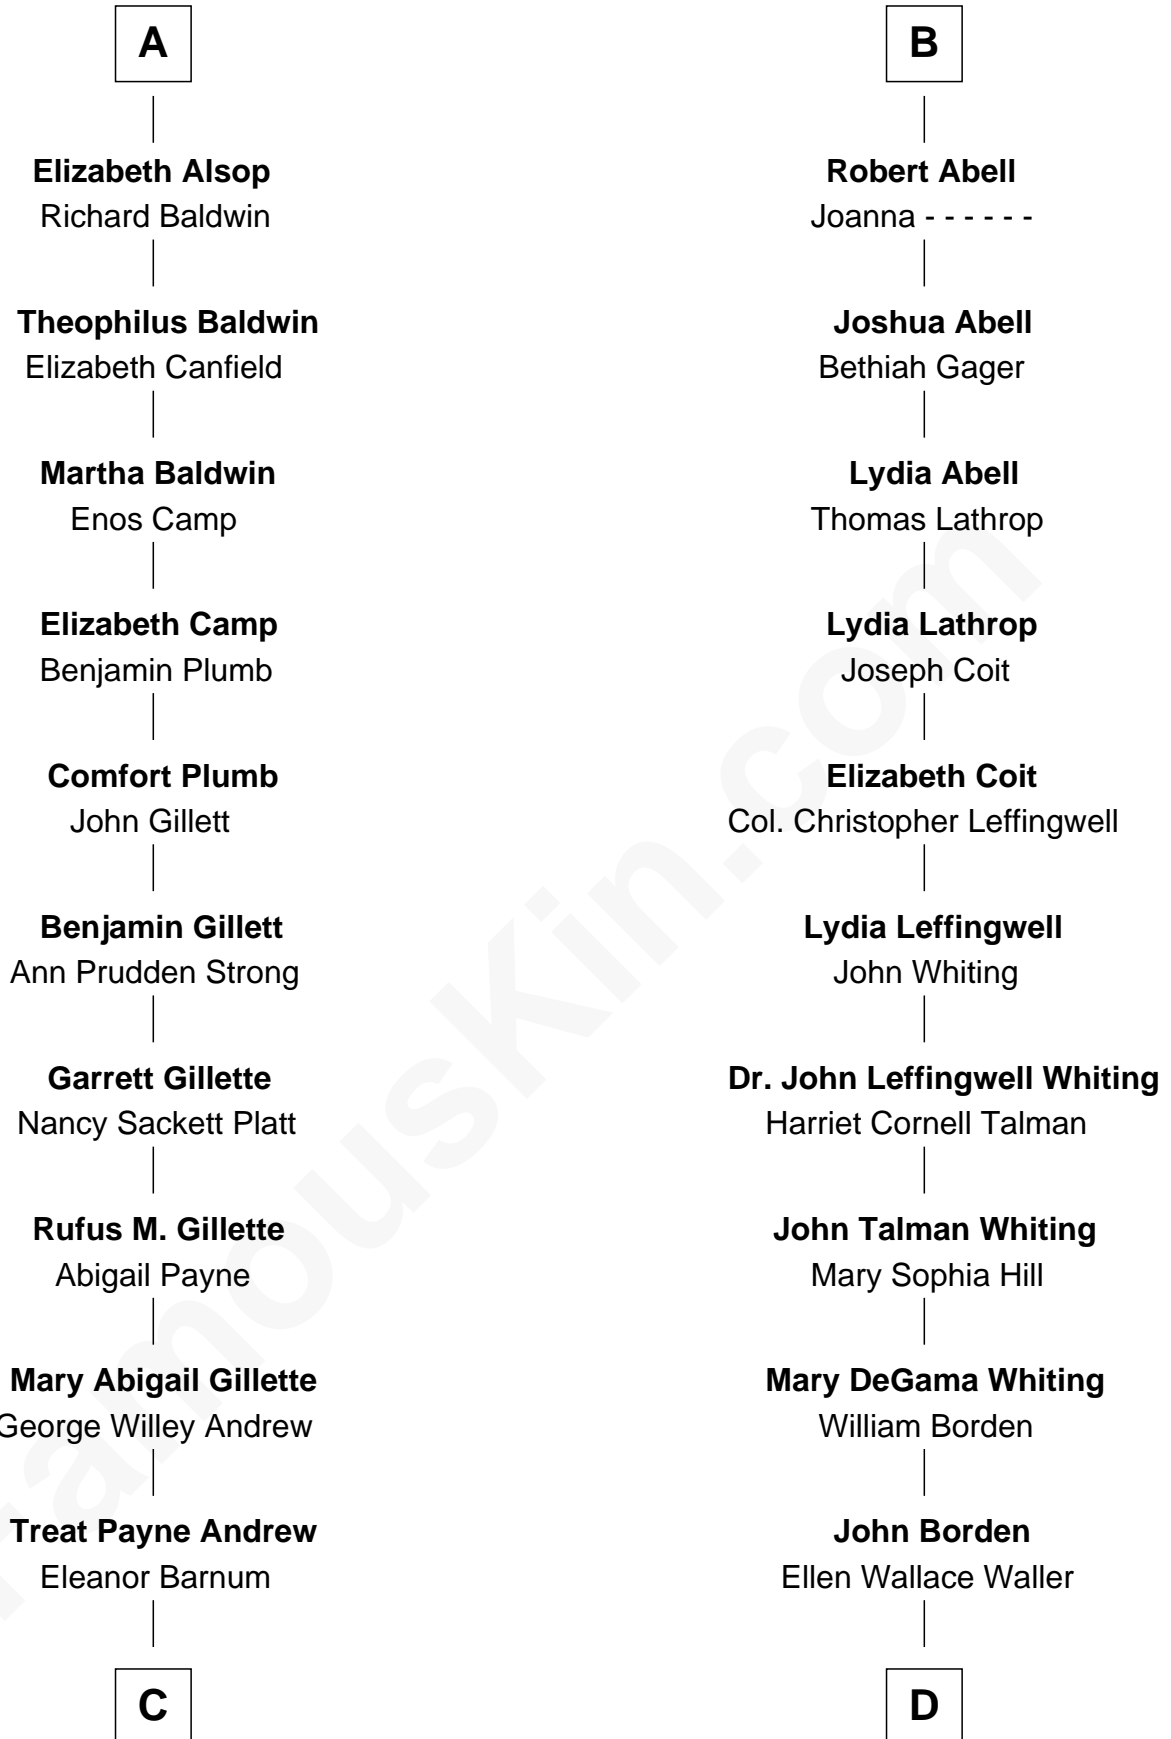 A
Elizabeth Alsop
Richard Baldwin
Theophilus Baldwin
Elizabeth Canfield
Martha Baldwin
Enos Camp
Elizabeth Camp
Benjamin Plumb
Comfort Plumb
John Gillett
Benjamin Gillett
Ann Prudden Strong
Garrett Gillette
Nancy Sackett Platt
Rufus M. Gillette
Abigail Payne
Mary Abigail Gillette
George Willey Andrew
Treat Payne Andrew
Eleanor Barnum
C
B
Robert Abell
Joanna - - - - - -
Joshua Abell
Bethiah Gager
Lydia Abell
Thomas Lathrop
Lydia Lathrop
Joseph Coit
Elizabeth Coit
Col. Christopher Leffingwell
Lydia Leffingwell
John Whiting
Dr. John Leffingwell Whiting
Harriet Cornell Talman
John Talman Whiting
Mary Sophia Hill
Mary DeGama Whiting
William Borden
John Borden
Ellen Wallace Waller
D
FamousKin.com